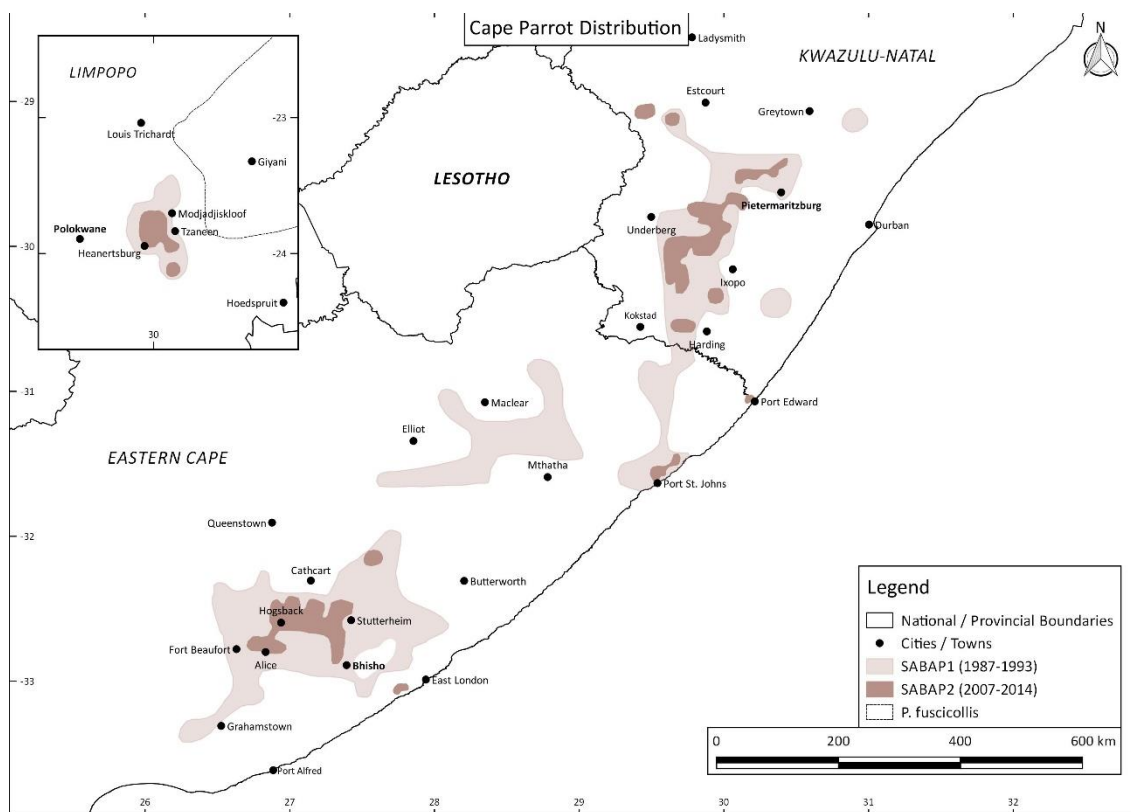 Cape Parrot Distribution
N
LIMPOPO
KWAZULU-NATAL
Ladysmith
Estcourt
Greytown
-29
-23
Louis Trichardt
Giyani
LESOTHO
Modjadjiskloof
Tzaneen
Polokwane
Heanertsburg
-30
-24
Hoedspruit
30
Pietermaritzburg
Underberg
Durban
Ixopo
Kokstad
Harding
-31
Maclear
Port Edward
Elliot
EASTERN CAPE
Mthatha
Port St. Johns
-32
Queenstown
Cathcart
Butterworth
Hogsback
Stutterheim
Fort Beaufort
Alice
Bhisho
-33
East London
Grahamstown
Port Alfred
Legend
National / Provincial Boundaries
Cities / Towns
SABAP1 (1987-1993)
SABAP2 (2007-2014)
P. fuscicollis
0 200 400 600 km
26 27 28 29 30 31 32